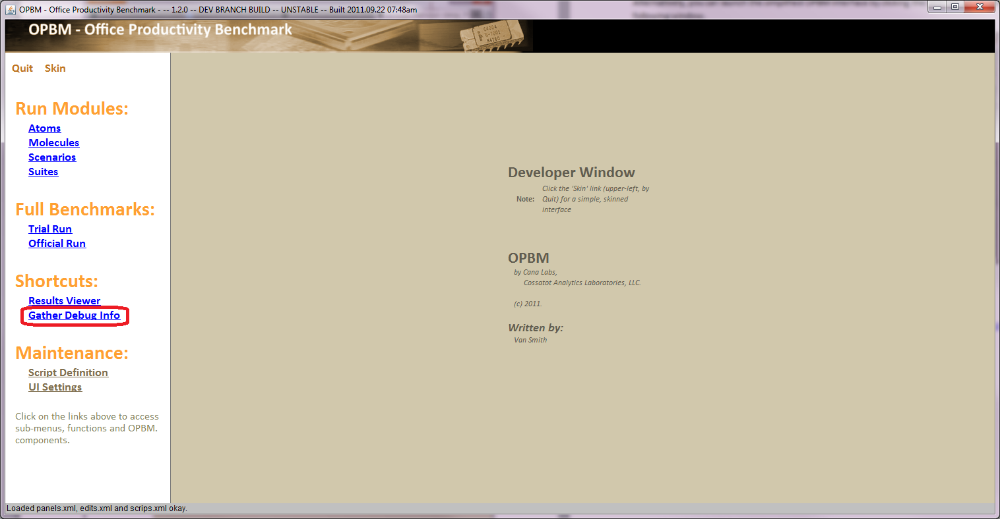 OPBM - Office Productivity Benchmark - -- 1.2.0 -- DEV BRANCH BUILD -- UNSTABLE -- Built 2011.09.22 07:48am
OPBM - Office Productivity Benchmark
C4004
Quit Skin
Run Modules:
Atoms
Molecules
Scenarios
Suites
Full Benchmarks:
Trial Run
Official Run
Shortcuts:
Results Viewer
Gather Debug Info
Maintenance:
Script Definition
UI Settings
Click on the links above to access
sub-menus, functions and OPBM.
components.
Developer Window
Note:
Click the 'Skin' link (upper-left, by
Quit) for a simple, skinned
interface
OPBM
by Cana Labs,
Cossatot Analytics Laboratories, LLC.
(c) 2011.
Written by:
Van Smith
Loaded panels.xml, edits.xml and scrips.xml okay.